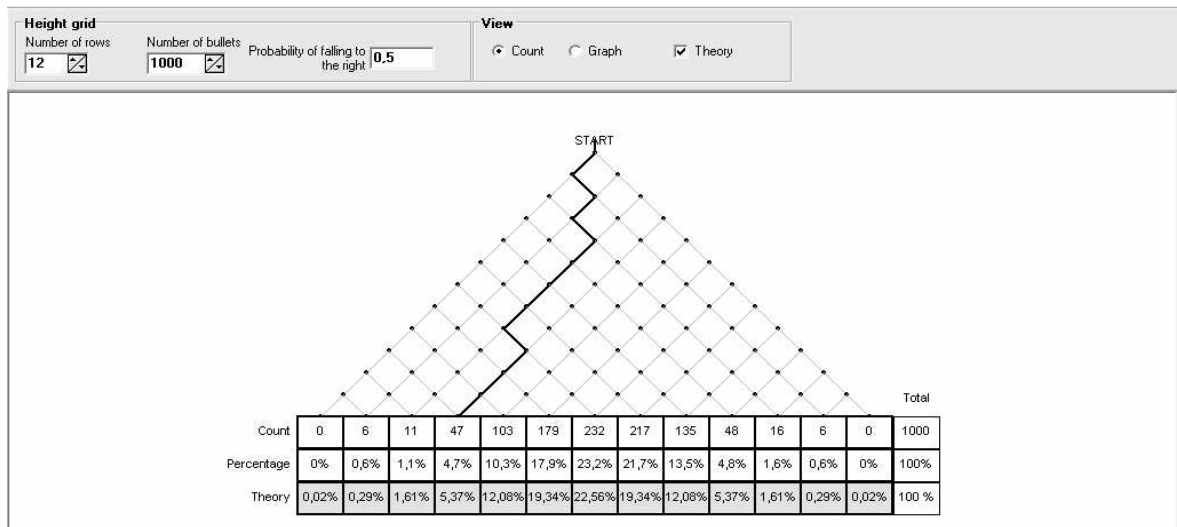 Height grid
View
Number of rows
Number of bullets
Probability of falling to the right
12
1000
0,5
Count
Graph
Theory
START
Total
Count 0 6 11 47 103 179 232 217 135 48 16 6 0 1000
Percentage 0% 0,6% 1,1% 4,7% 10,3% 17,9% 23,2% 21,7% 13,5% 4,8% 1,6% 0,6% 0% 100%
Theory 0,02% 0,29% 1,61% 5,37% 12,08% 19,34% 22,56% 19,34% 12,08% 5,37% 1,61% 0,29% 0,02% 100 %